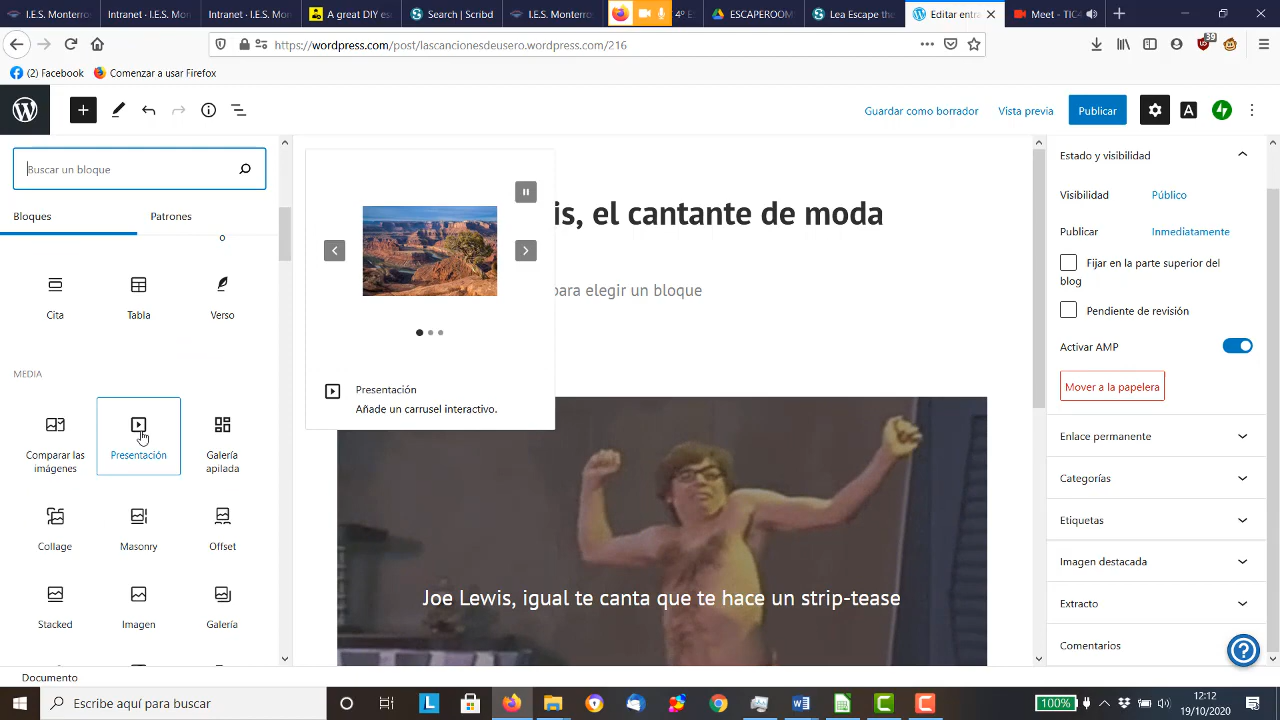 I.E.S. Monterro
Intranet - I.E.S. Mon
Intranet - I.E.S. Mon
A great DIY es
Search | Scribd
I.E.S. Monterro
4º E
ESCAPEROOM
Lea Escape the
Editar entra
Meet - TIC4
https://wordpress.com/post/lascancionesdeusero.wordpress.com/216
39
(2) Facebook
Comenzar a usar Firefox
Guardar como borrador
Vista previa
Publicar
Buscar un bloque
Bloques
Patrones
o
Cita
Tabla
Verso
MEDIA
Comparar las imágenes
Presentación
Galería apilada
Collage
Masonry
Offset
Stacked
Imagen
Galería
Presentación
Añade un carrusel interactivo.
is, el cantante de moda
para elegir un bloque
Joe Lewis, igual te canta que te hace un strip-tease
Estado y visibilidad
Visibilidad
Público
Publicar
Inmediatamente
Fijar en la parte superior del
blog
Pendiente de revisión
Activar AMP
Mover a la papelera
Enlace permanente
Categorías
Etiquetas
Imagen destacada
Extracto
Comentarios
Documento
Escribe aquí para buscar
100%
12:12
19/10/2020